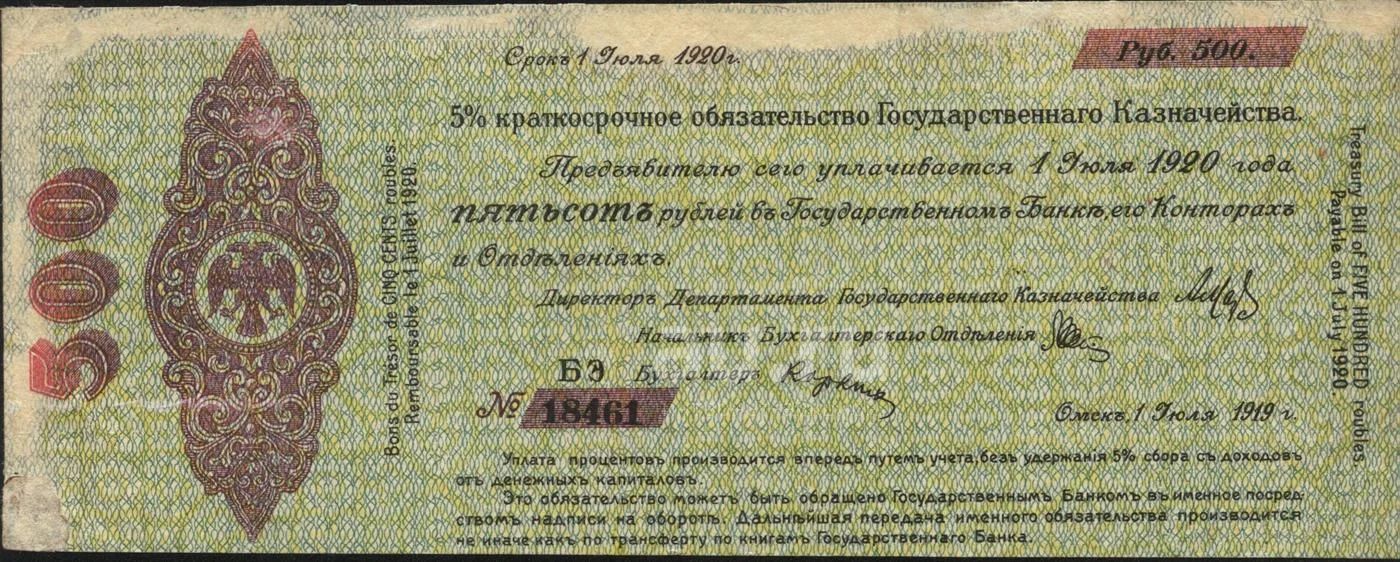 Срокъ 1 Июля 1920 г.
Руб. 500.
5% краткосрочное обязательство Государственнаго Казначейства.
Предъявителю сего уплачивается 1 Июля 1920 года
пятьсотъ рублей въ Государственномъ Банкѣ, его Конторахъ
и Отдѣленіяхъ.
Директоръ Департамента Государственнаго Казначейства
Начальникъ Бухгалтерскаго Отдѣленія
Бухгалтеръ
БЭ
№ 18461
Омскъ, 1 Июля 1919 г.
Уплата процентовъ производится впередъ путемъ учета, безъ удержанія 5% сбора съ доходовъ
отъ денежныхъ капиталовъ.
Это обязательство можетъ быть обращено Государственнымъ Банкомъ въ именное посред-
ствомъ надписи на оборотѣ. Дальнѣйшая передача именного обязательства производится
не иначе какъ по трансферту по книгамъ Государственнаго Банка.
500
Bons du Trésor de CINQ CENTS roubles.
Remboursable le 1 Juillet 1920.
Treasury Bill of FIVE HUNDRED roubles.
Payable on 1 July 1920.